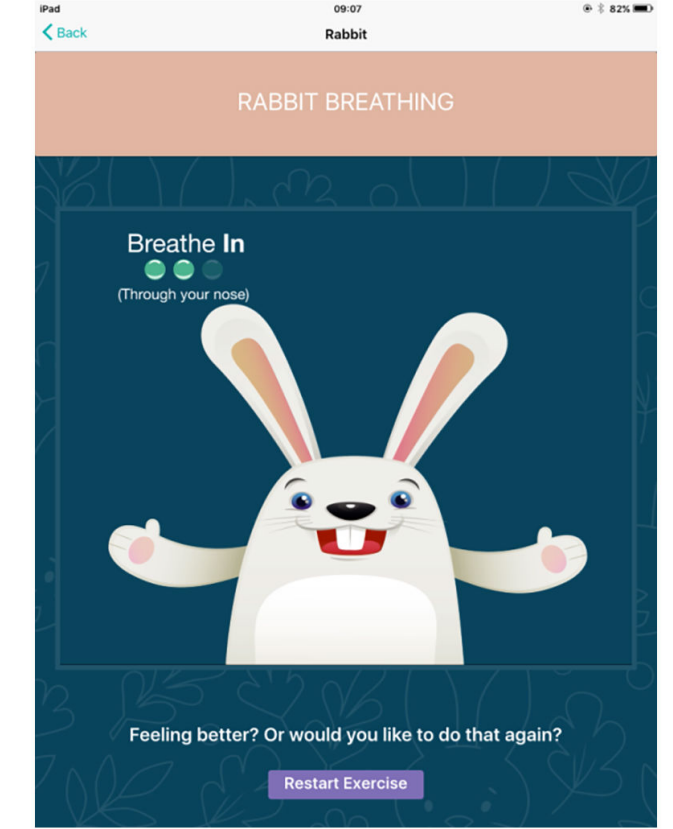 iPad 09:07 82%
Back Rabbit
RABBIT BREATHING
Breathe In
(Through your nose)
Feeling better? Or would you like to do that again?
Restart Exercise